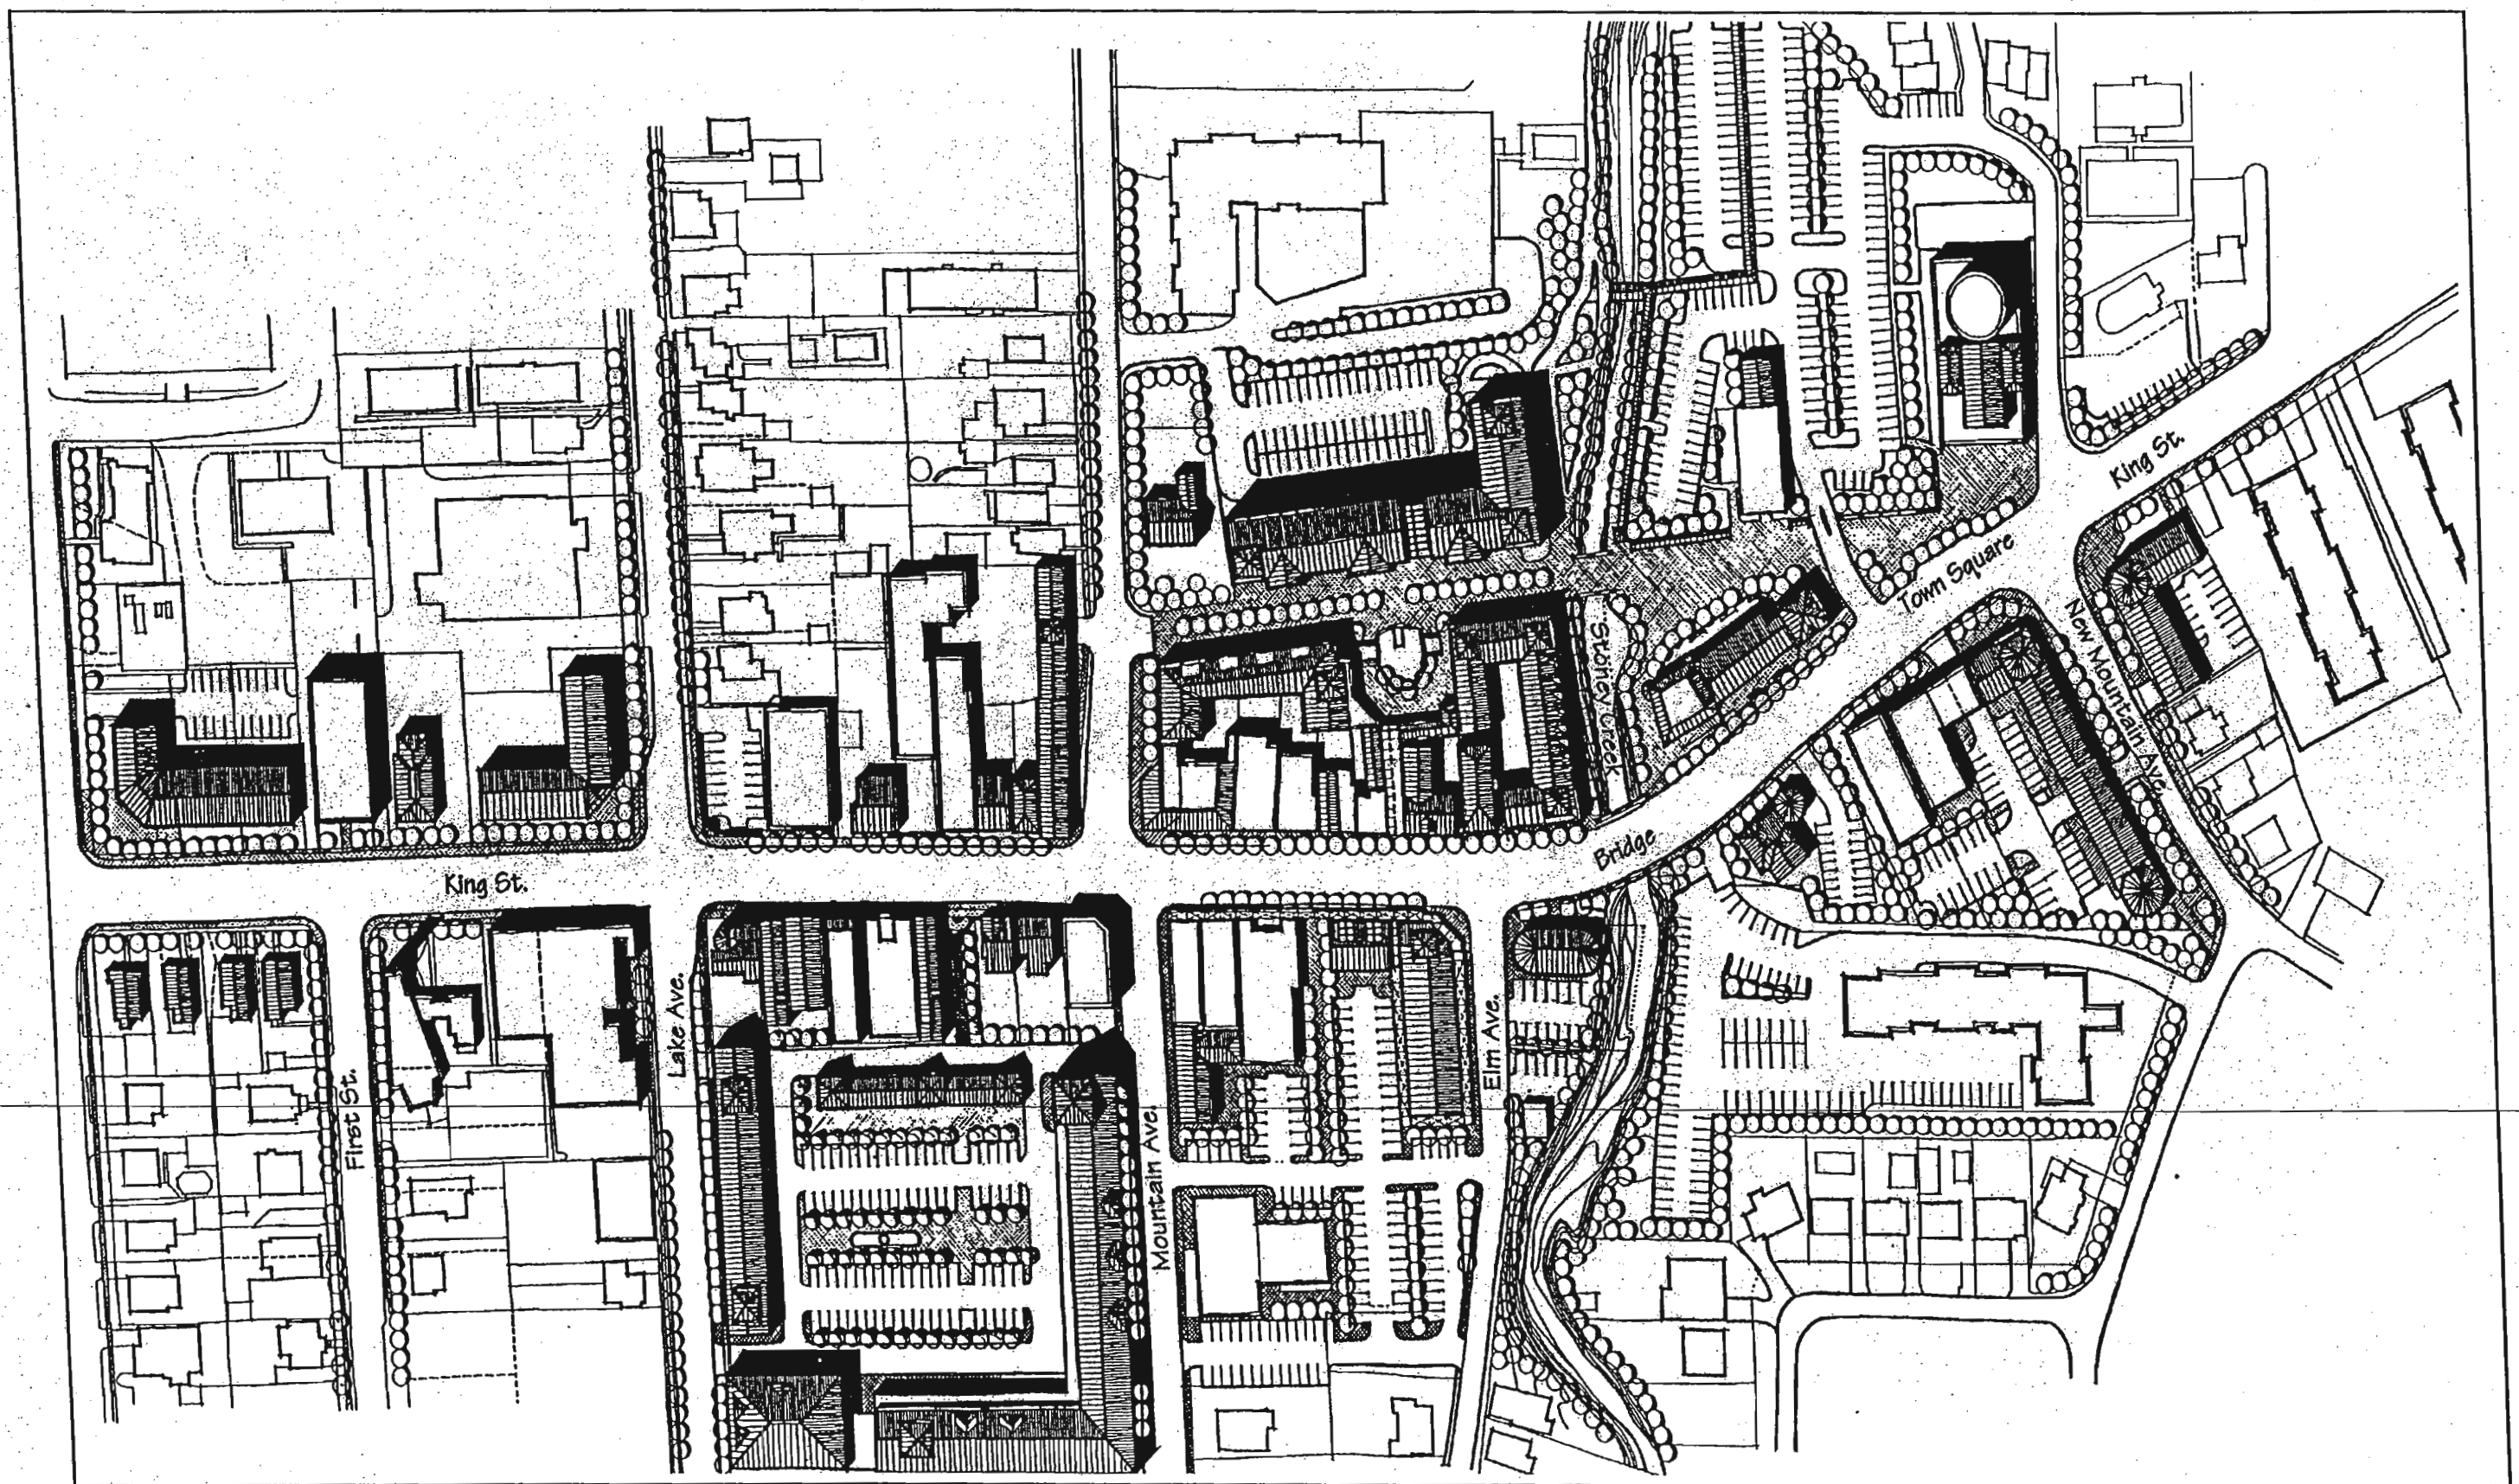 King St.
Town Square
New Mountain Ave.
Stoney Creek
Bridge
King St.
Lake Ave.
Elm Ave.
First St.
Mountain Ave.